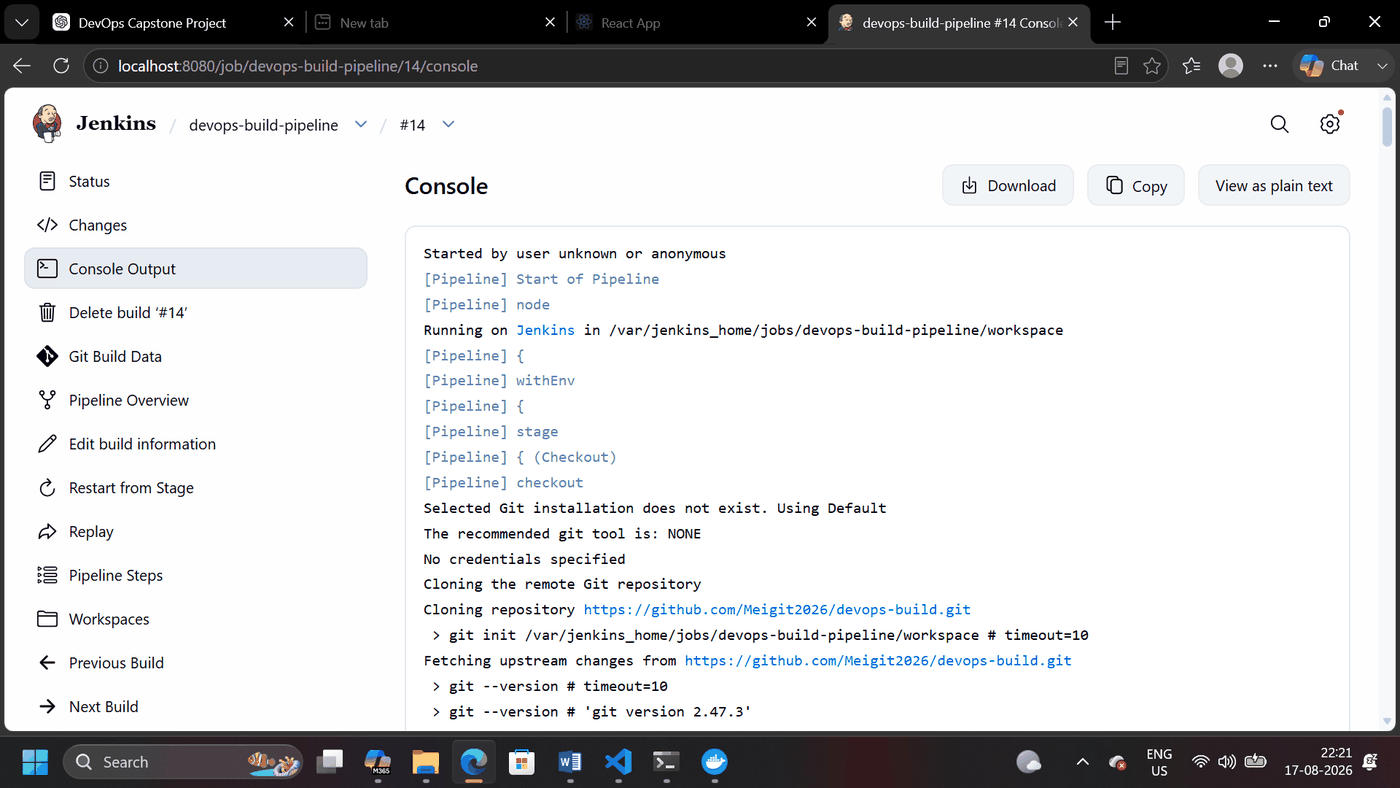 DevOps Capstone Project
New tab
React App
devops-build-pipeline #14 Conso
localhost:8080/job/devops-build-pipeline/14/console
Chat
Jenkins / devops-build-pipeline / #14
Status
Changes
Console Output
Delete build ‘#14’
Git Build Data
Pipeline Overview
Edit build information
Restart from Stage
Replay
Pipeline Steps
Workspaces
Previous Build
Next Build
Console
Download
Copy
View as plain text
Started by user unknown or anonymous
[Pipeline] Start of Pipeline
[Pipeline] node
Running on Jenkins in /var/jenkins_home/jobs/devops-build-pipeline/workspace
[Pipeline] {
[Pipeline] withEnv
[Pipeline] {
[Pipeline] stage
[Pipeline] { (Checkout)
[Pipeline] checkout
Selected Git installation does not exist. Using Default
The recommended git tool is: NONE
No credentials specified
Cloning the remote Git repository
Cloning repository https://github.com/Meigit2026/devops-build.git
> git init /var/jenkins_home/jobs/devops-build-pipeline/workspace # timeout=10
Fetching upstream changes from https://github.com/Meigit2026/devops-build.git
> git --version # timeout=10
> git --version # 'git version 2.47.3'
Search
M365
ENG
US
22:21
17-08-2026